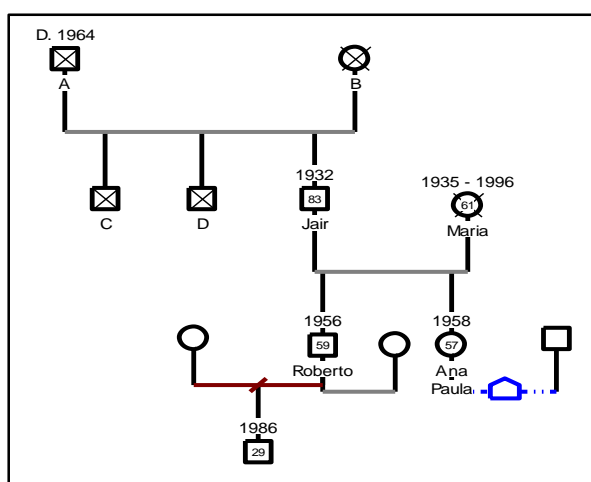 D. 1964
A
B
1932
1935 - 1996
83
61
C
D
Jair
Maria
1956
1958
59
57
Roberto
Ana
Paula
1986
29